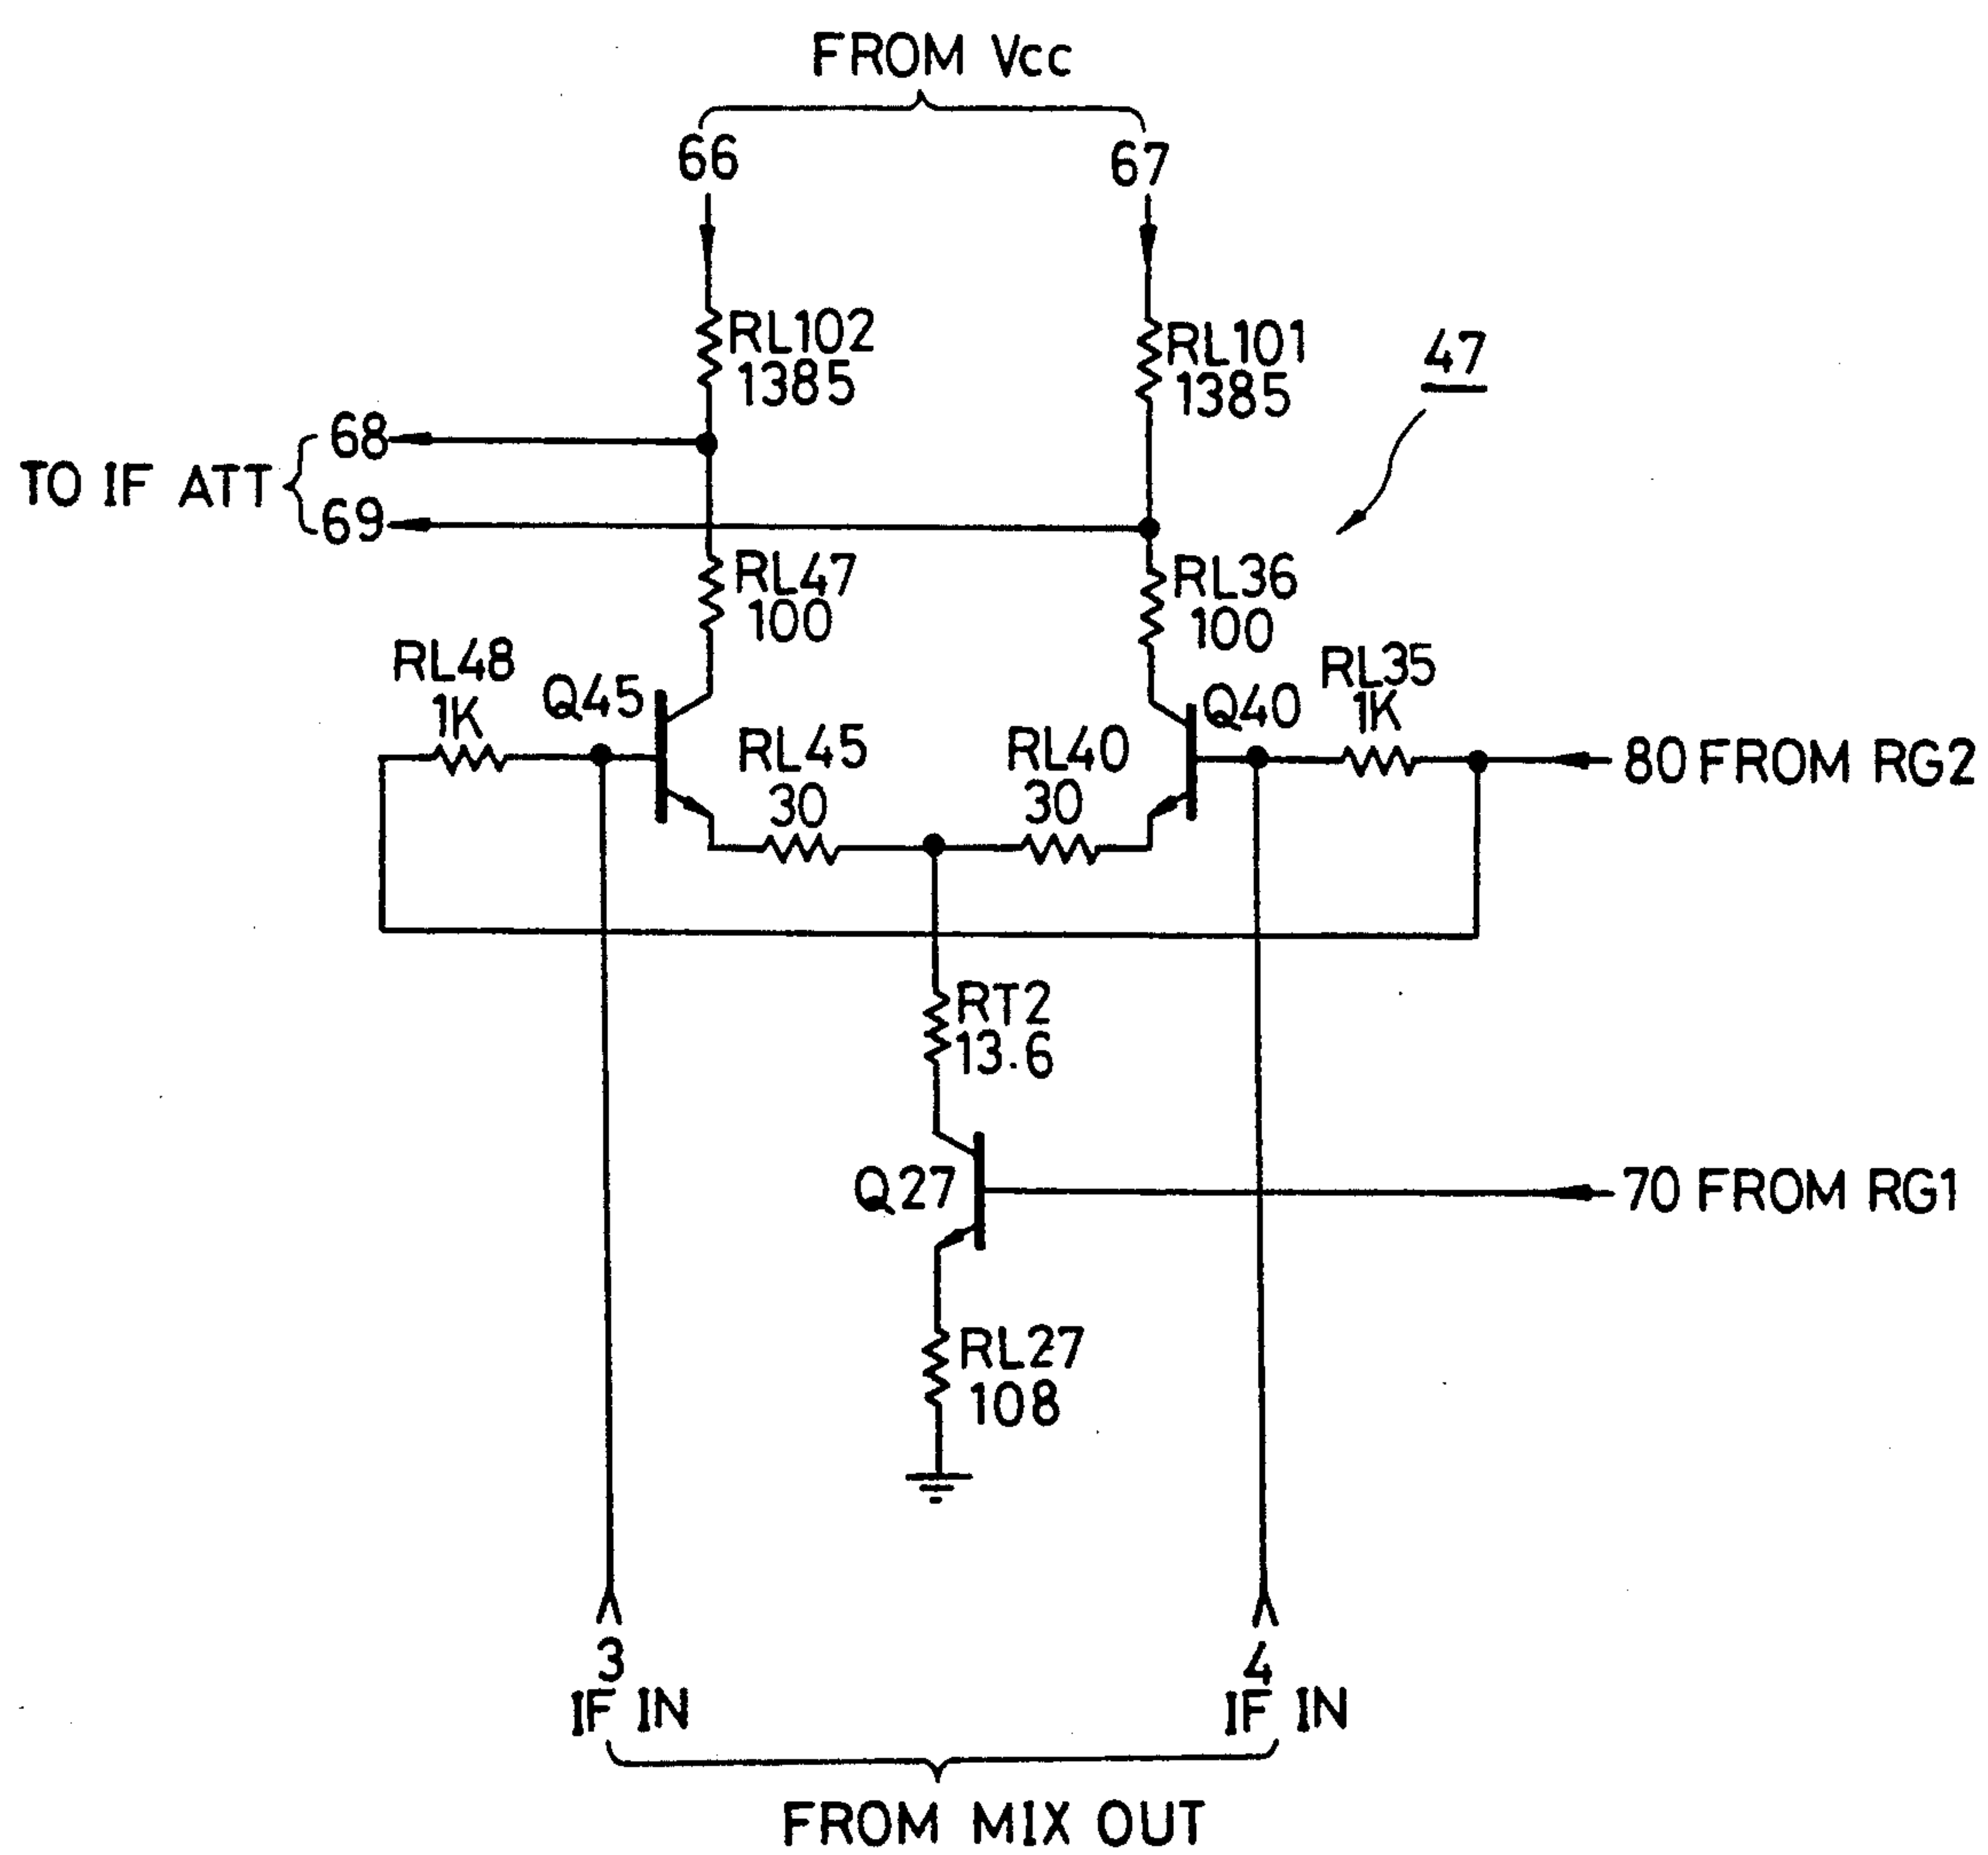 FROM Vcc
66
67
RL102
1385
RL101
1385
47
68
TO IF ATT
69
RL47
100
RL36
100
RL48
1K
Q45
RL45
30
RL40
30
Q40
RL35
1K
80 FROM RG2
RT2
13.6
Q27
70 FROM RG1
RL27
108
3
IF IN
4
IF IN
FROM MIX OUT